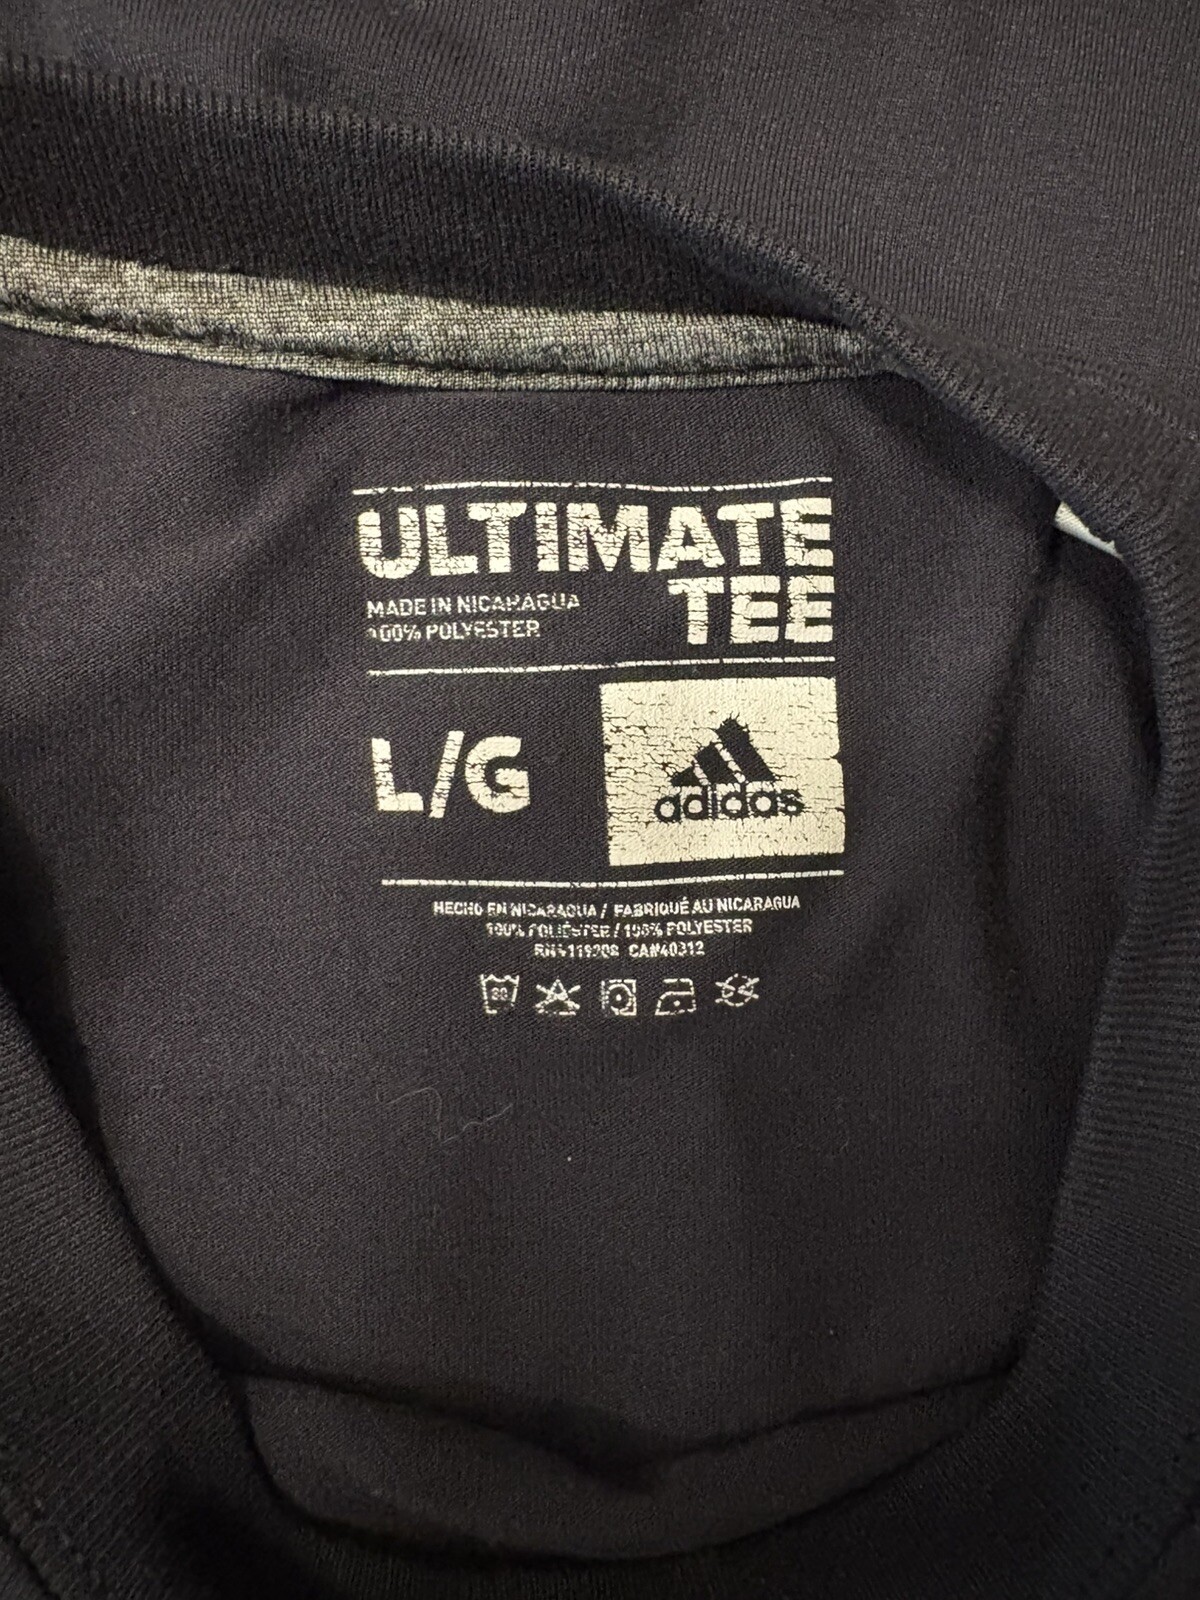 ULTIMATE
TEE
MADE IN NICARAGUA
100% POLYESTER
L/G
adidas
HECHO EN NICARAGUA / FABRIQUÉ AU NICARAGUA
100% POLIÉSTER / 100% POLYESTER
RN#119208 CA#40312
30